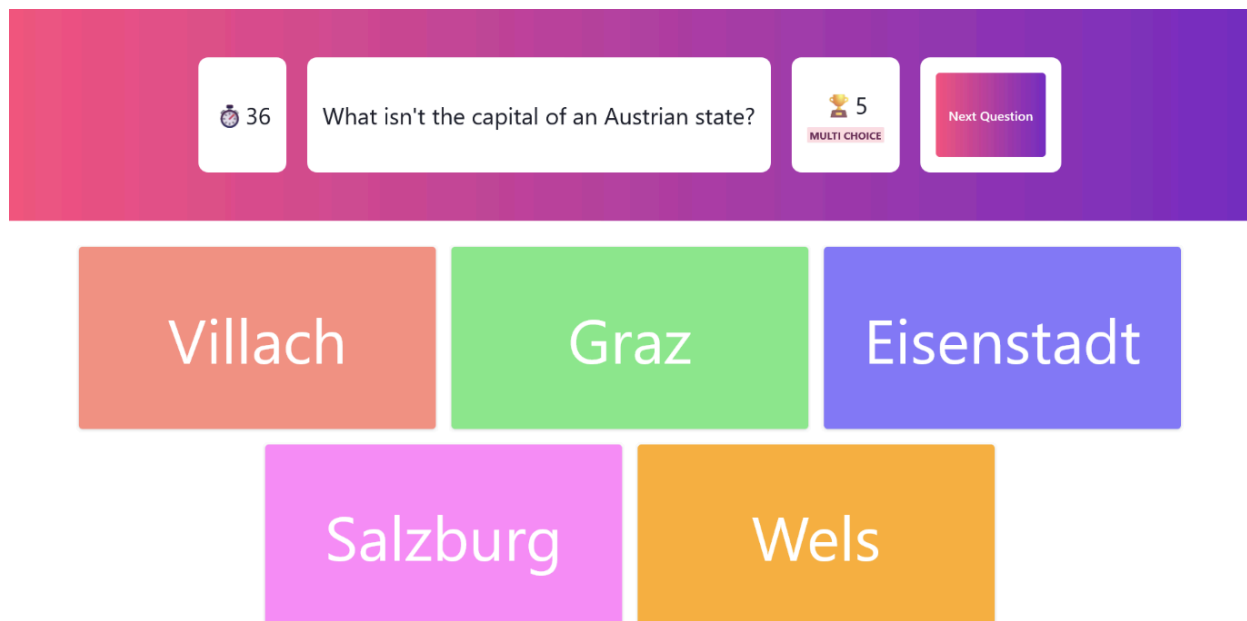 36
What isn't the capital of an Austrian state?
5
MULTI CHOICE
Next Question
Villach
Graz
Eisenstadt
Salzburg
Wels